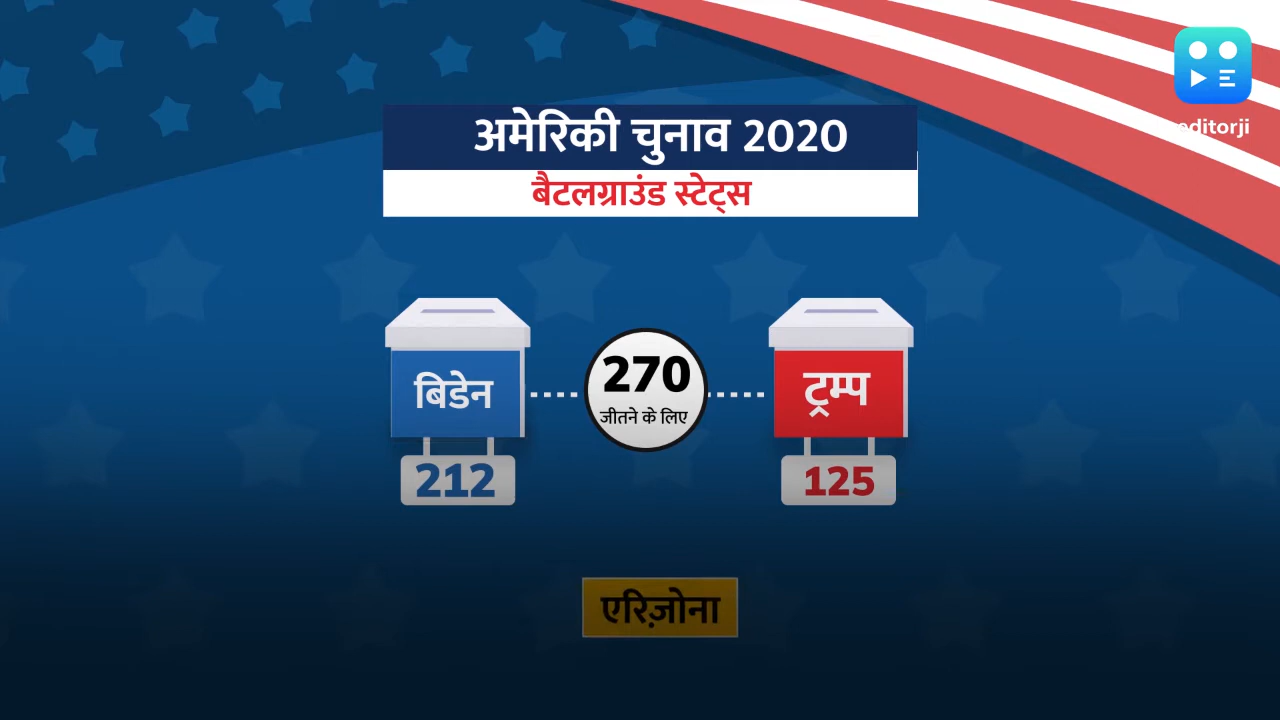 editorji
अमेरिकी चुनाव 2020
बैटलग्राउंड स्टेट्स
बिडेन
270
जीतने के लिए
ट्रम्प
212
125
एरिज़ोना